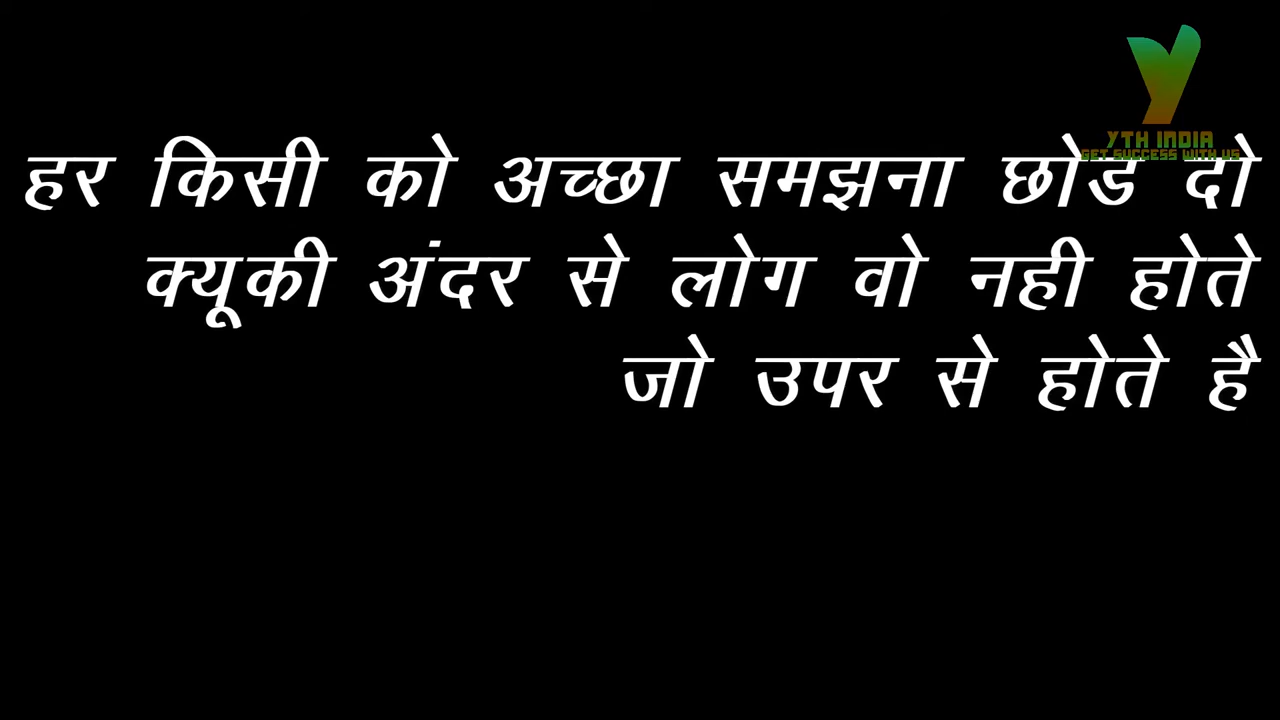 YTH INDIA
GET SUCCESS WITH US
हर किसी को अच्छा समझना छोड दो
क्यूकी अंदर से लोग वो नही होते
जो उपर से होते है